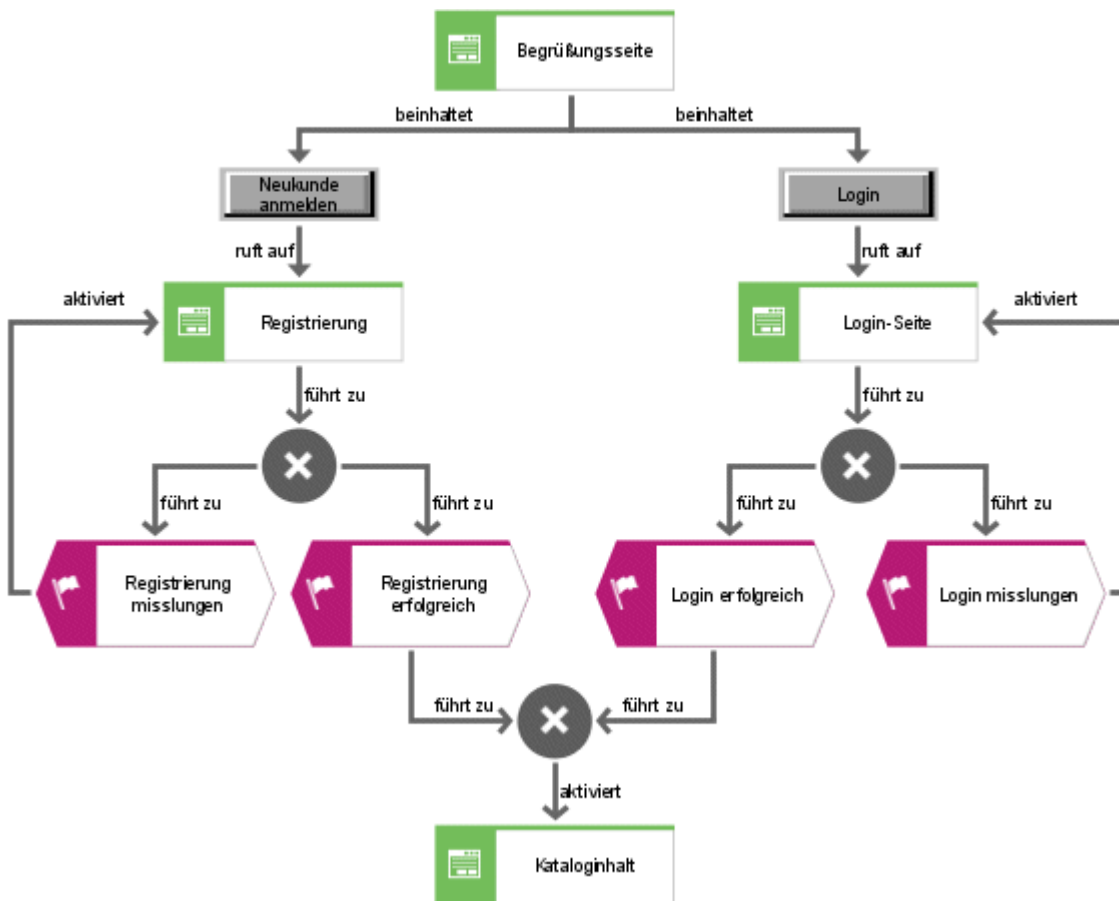 Begrüßungsseite
beinhaltet
beinhaltet
Neukunde
anmelden
Login
ruft auf
ruft auf
aktiviert
aktiviert
Registrierung
Login-Seite
führt zu
führt zu
führt zu
führt zu
führt zu
führt zu
Registrierung
misslungen
Registrierung
erfolgreich
Login erfolgreich
Login misslungen
führt zu
führt zu
aktiviert
Kataloginhalt